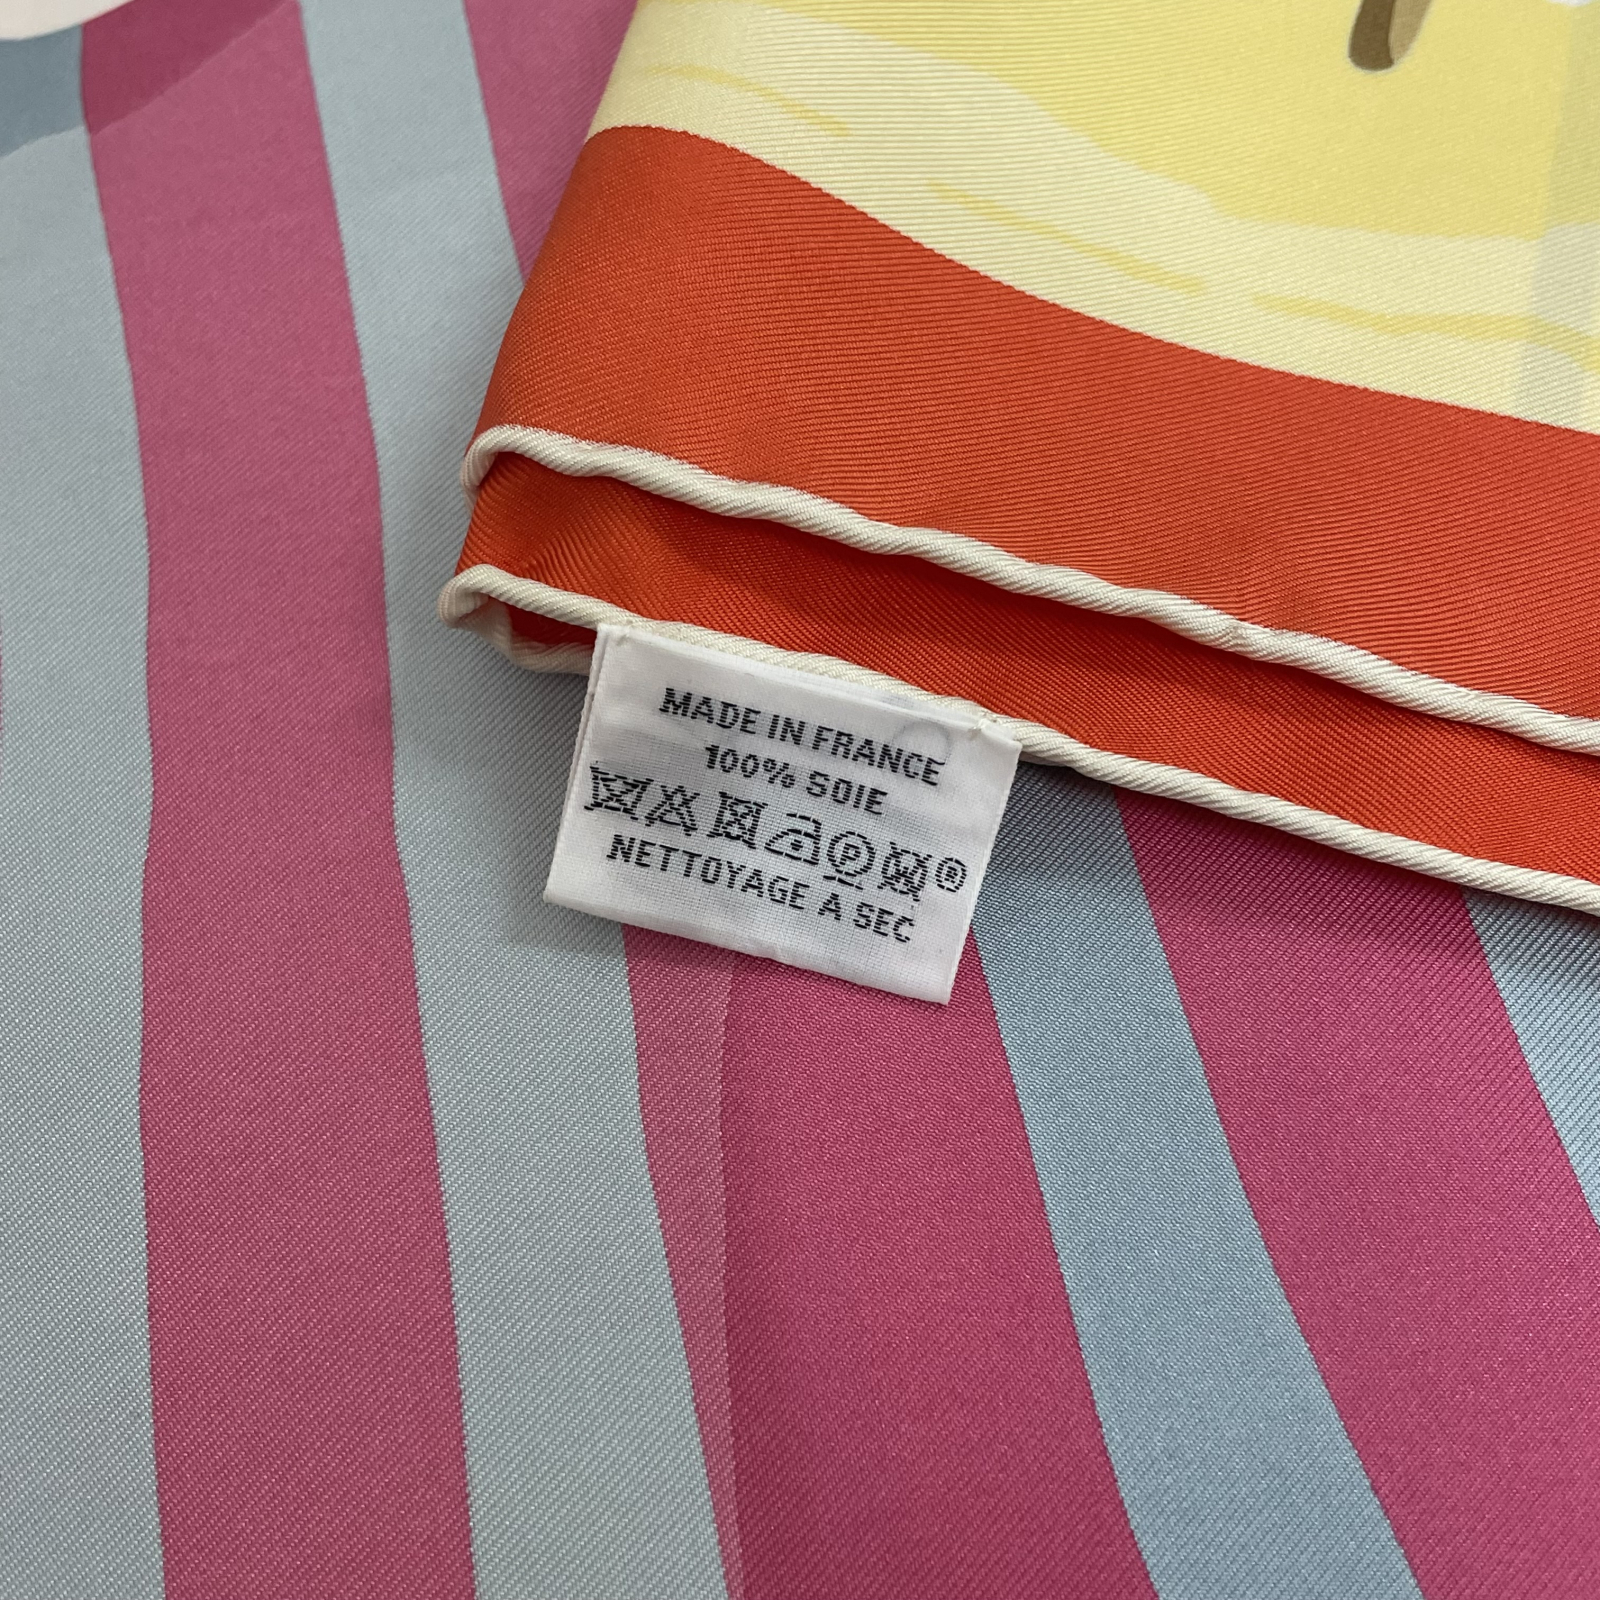 MADE IN FRANCE
100% SOIE
P ®
NETTOYAGE A SEC